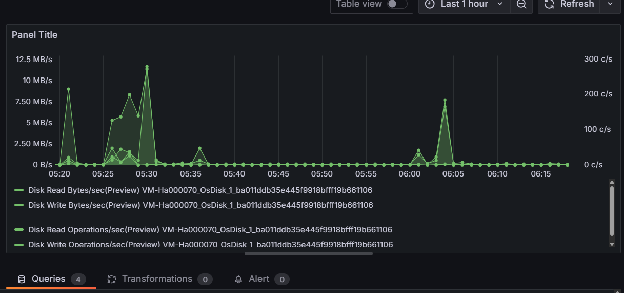 Table view
Last 1 hour
Refresh
Panel Title
12.5 MB/s
10 MB/s
7.50 MB/s
5 MB/s
2.50 MB/s
0 B/s
300 c/s
200 c/s
100 c/s
0 c/s
05:20 05:25 05:30 05:35 05:40 05:45 05:50 05:55 06:00 06:05 06:10 06:15
Disk Read Bytes/sec(Preview) VM-Ha000070_OsDisk_1_ba011ddb35e445f9918bfff19b661106
Disk Write Bytes/sec(Preview) VM-Ha000070_OsDisk_1_ba011ddb35e445f9918bfff19b661106
Disk Read Operations/sec(Preview) VM-Ha000070_OsDisk_1_ba011ddb35e445f9918bfff19b661106
Disk Write Operations/sec(Preview) VM-Ha000070_OsDisk_1_ba011ddb35e445f9918bfff19b661106
Queries 4
Transformations 0
Alert 0